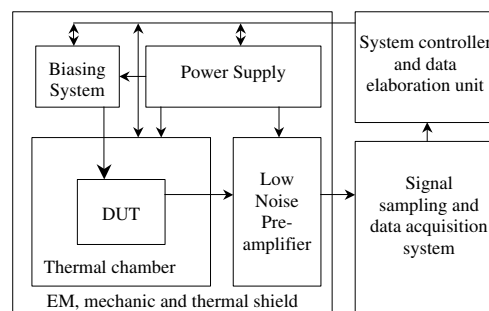 Biasing
System
Power Supply
System controller
and data
elaboration unit
DUT
Thermal chamber
Low
Noise
Pre-
amplifier
Signal
sampling and
data acquisition
system
EM, mechanic and thermal shield